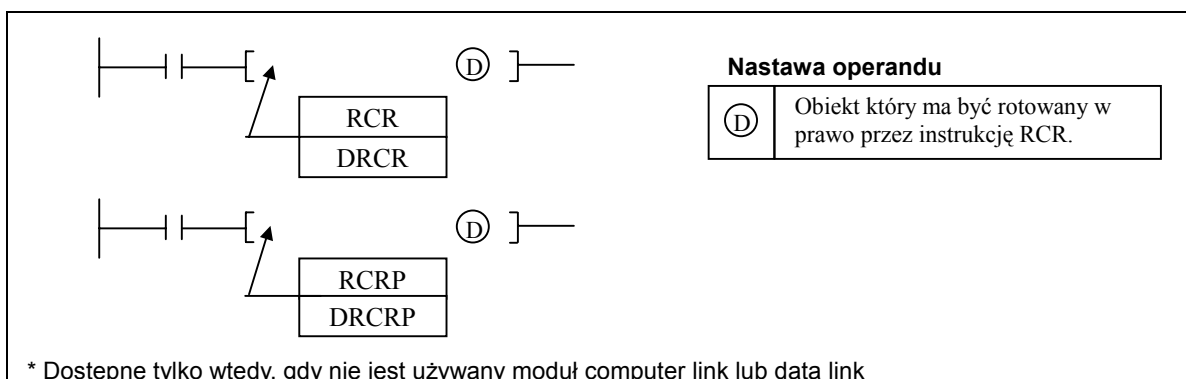 D
RCR
DRCR
Nastawa operandu
D
Obiekt który ma być rotowany w
prawo przez instrukcję RCR.
D
RCRP
DRCRP
* Dostępne tylko wtedy, gdy nie jest używany moduł computer link lub data link